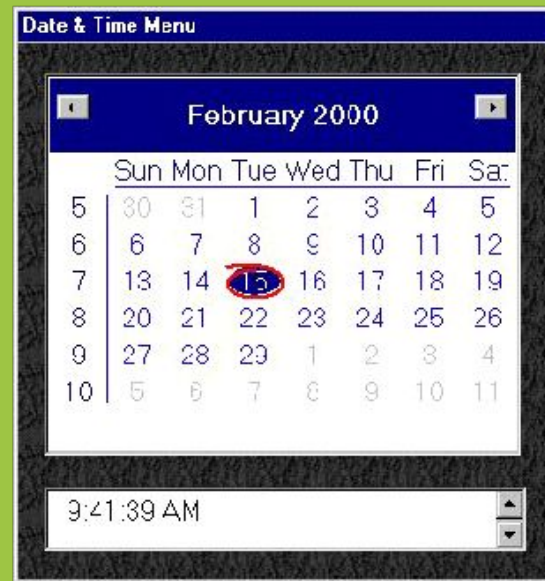 Date & Time Menu
February 2000
Sun Mon Tue Wed Thu Fri Sat
5 30 31 1 2 3 4 5
6 6 7 8 9 10 11 12
7 13 14 15 16 17 18 19
8 20 21 22 23 24 25 26
9 27 28 29 1 2 3 4
10 5 6 7 8 9 10 11
9:41:39 AM